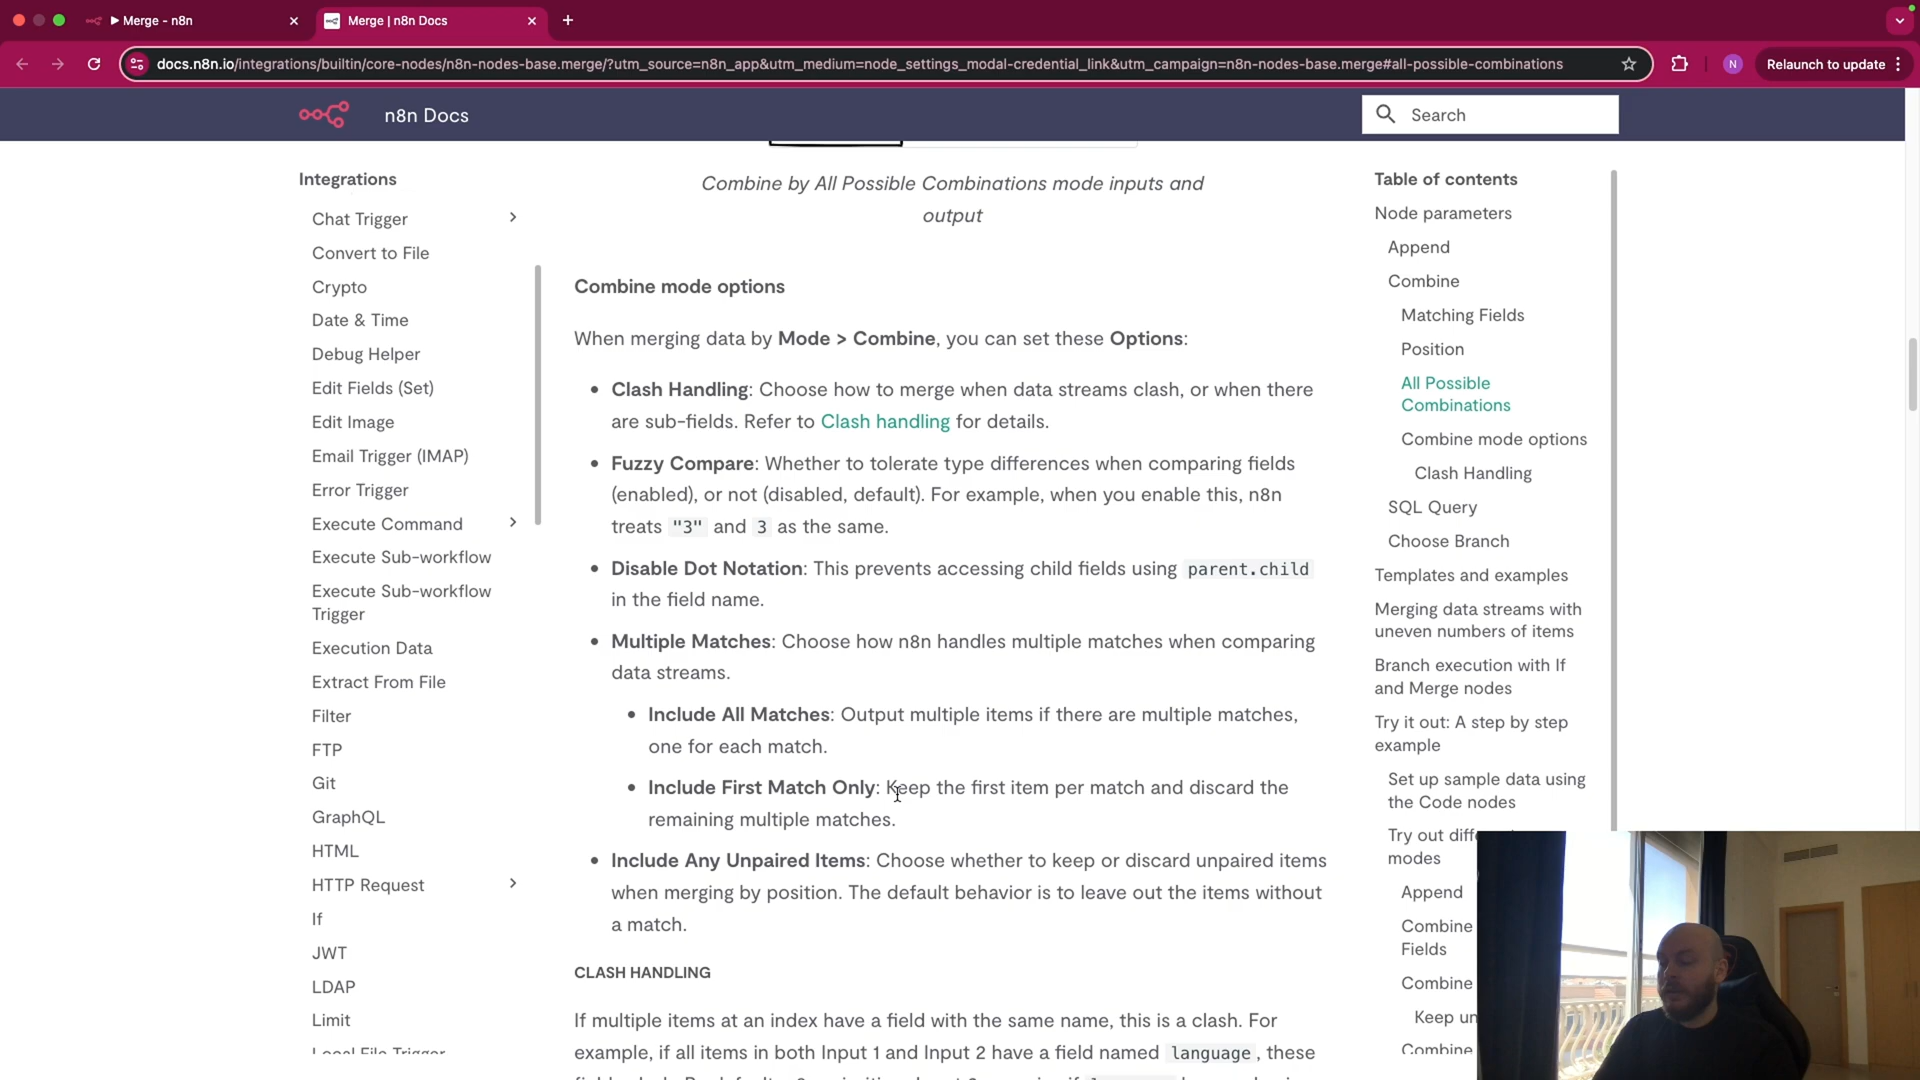 Merge - n8n
Merge | n8n Docs
docs.n8n.io/integrations/builtin/core-nodes/n8n-nodes-base.merge/?utm_source=n8n_app&utm_medium=node_settings_modal-credential_link&utm_campaign=n8n-nodes-base.merge#all-possible-combinations
N
Relaunch to update
n8n Docs
Search
Integrations
Chat Trigger
Convert to File
Crypto
Date & Time
Debug Helper
Edit Fields (Set)
Edit Image
Email Trigger (IMAP)
Error Trigger
Execute Command
Execute Sub-workflow
Execute Sub-workflow
Trigger
Execution Data
Extract From File
Filter
FTP
Git
GraphQL
HTML
HTTP Request
If
JWT
LDAP
Limit
Local File Trigger
Combine by All Possible Combinations mode inputs and
output
Combine mode options
When merging data by Mode > Combine, you can set these Options:
Clash Handling: Choose how to merge when data streams clash, or when there
are sub-fields. Refer to Clash handling for details.
Fuzzy Compare: Whether to tolerate type differences when comparing fields
(enabled), or not (disabled, default). For example, when you enable this, n8n
treats "3" and 3 as the same.
Disable Dot Notation: This prevents accessing child fields using parent.child
in the field name.
Multiple Matches: Choose how n8n handles multiple matches when comparing
data streams.
Include All Matches: Output multiple items if there are multiple matches,
one for each match.
Include First Match Only: Keep the first item per match and discard the
remaining multiple matches.
Include Any Unpaired Items: Choose whether to keep or discard unpaired items
when merging by position. The default behavior is to leave out the items without
a match.
CLASH HANDLING
If multiple items at an index have a field with the same name, this is a clash. For
example, if all items in both Input 1 and Input 2 have a field named language, these
Table of contents
Node parameters
Append
Combine
Matching Fields
Position
All Possible
Combinations
Combine mode options
Clash Handling
SQL Query
Choose Branch
Templates and examples
Merging data streams with
uneven numbers of items
Branch execution with If
and Merge nodes
Try it out: A step by step
example
Set up sample data using
the Code nodes
Try out
modes
Append
Combine
Fields
Combine
Keep
Combine